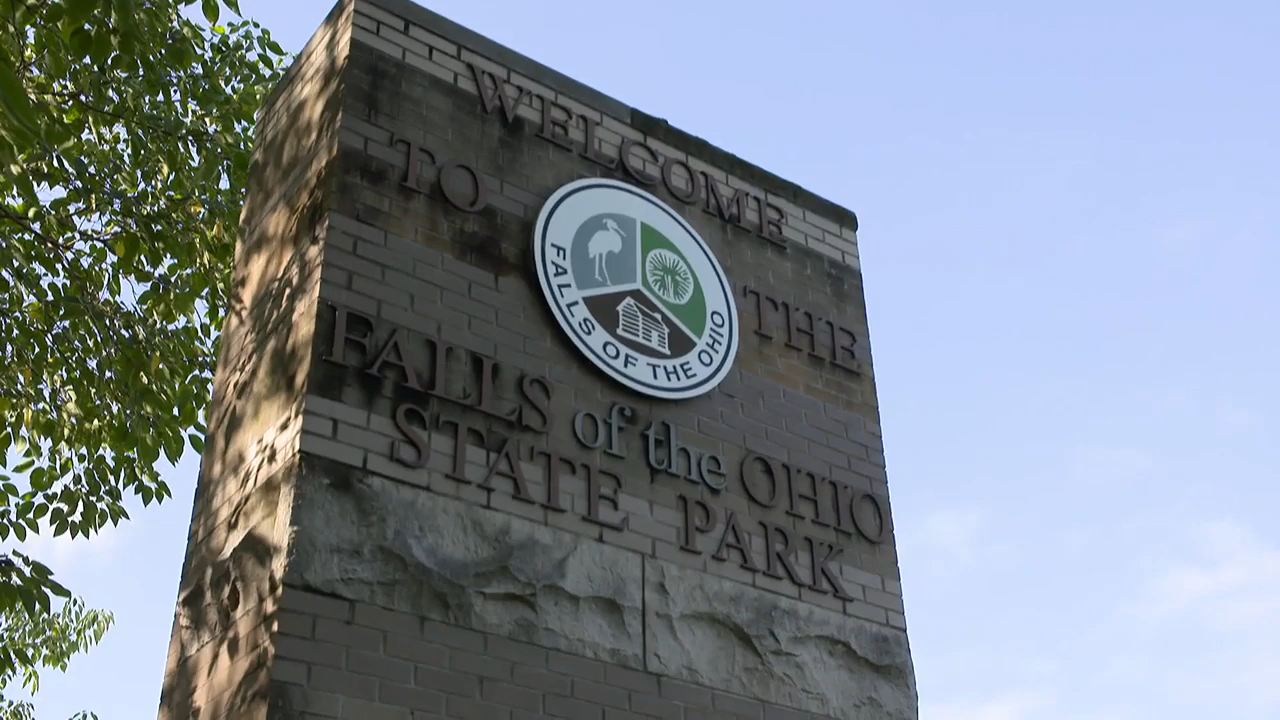 WELCOME
TO THE
FALLS OF THE OHIO
FALLS of the OHIO
STATE PARK